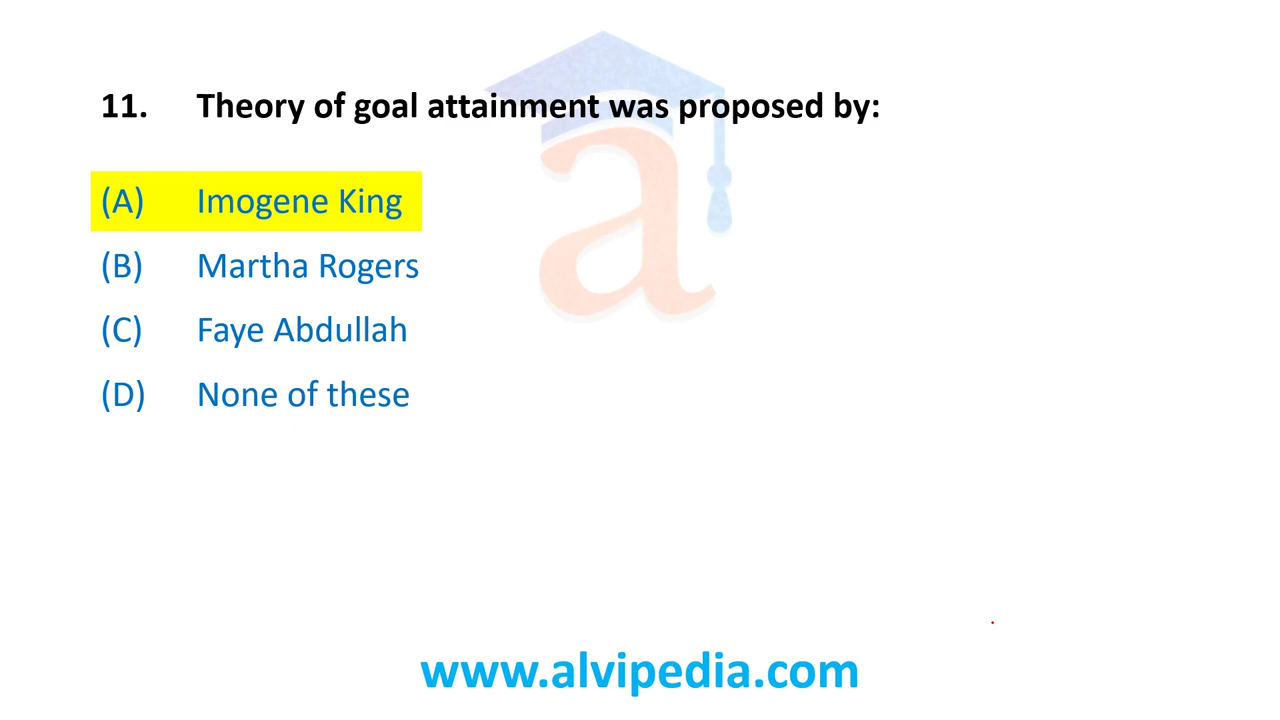 11. Theory of goal attainment was proposed by:
(A) Imogene King
(B) Martha Rogers
(C) Faye Abdullah
(D) None of these
www.alvipedia.com